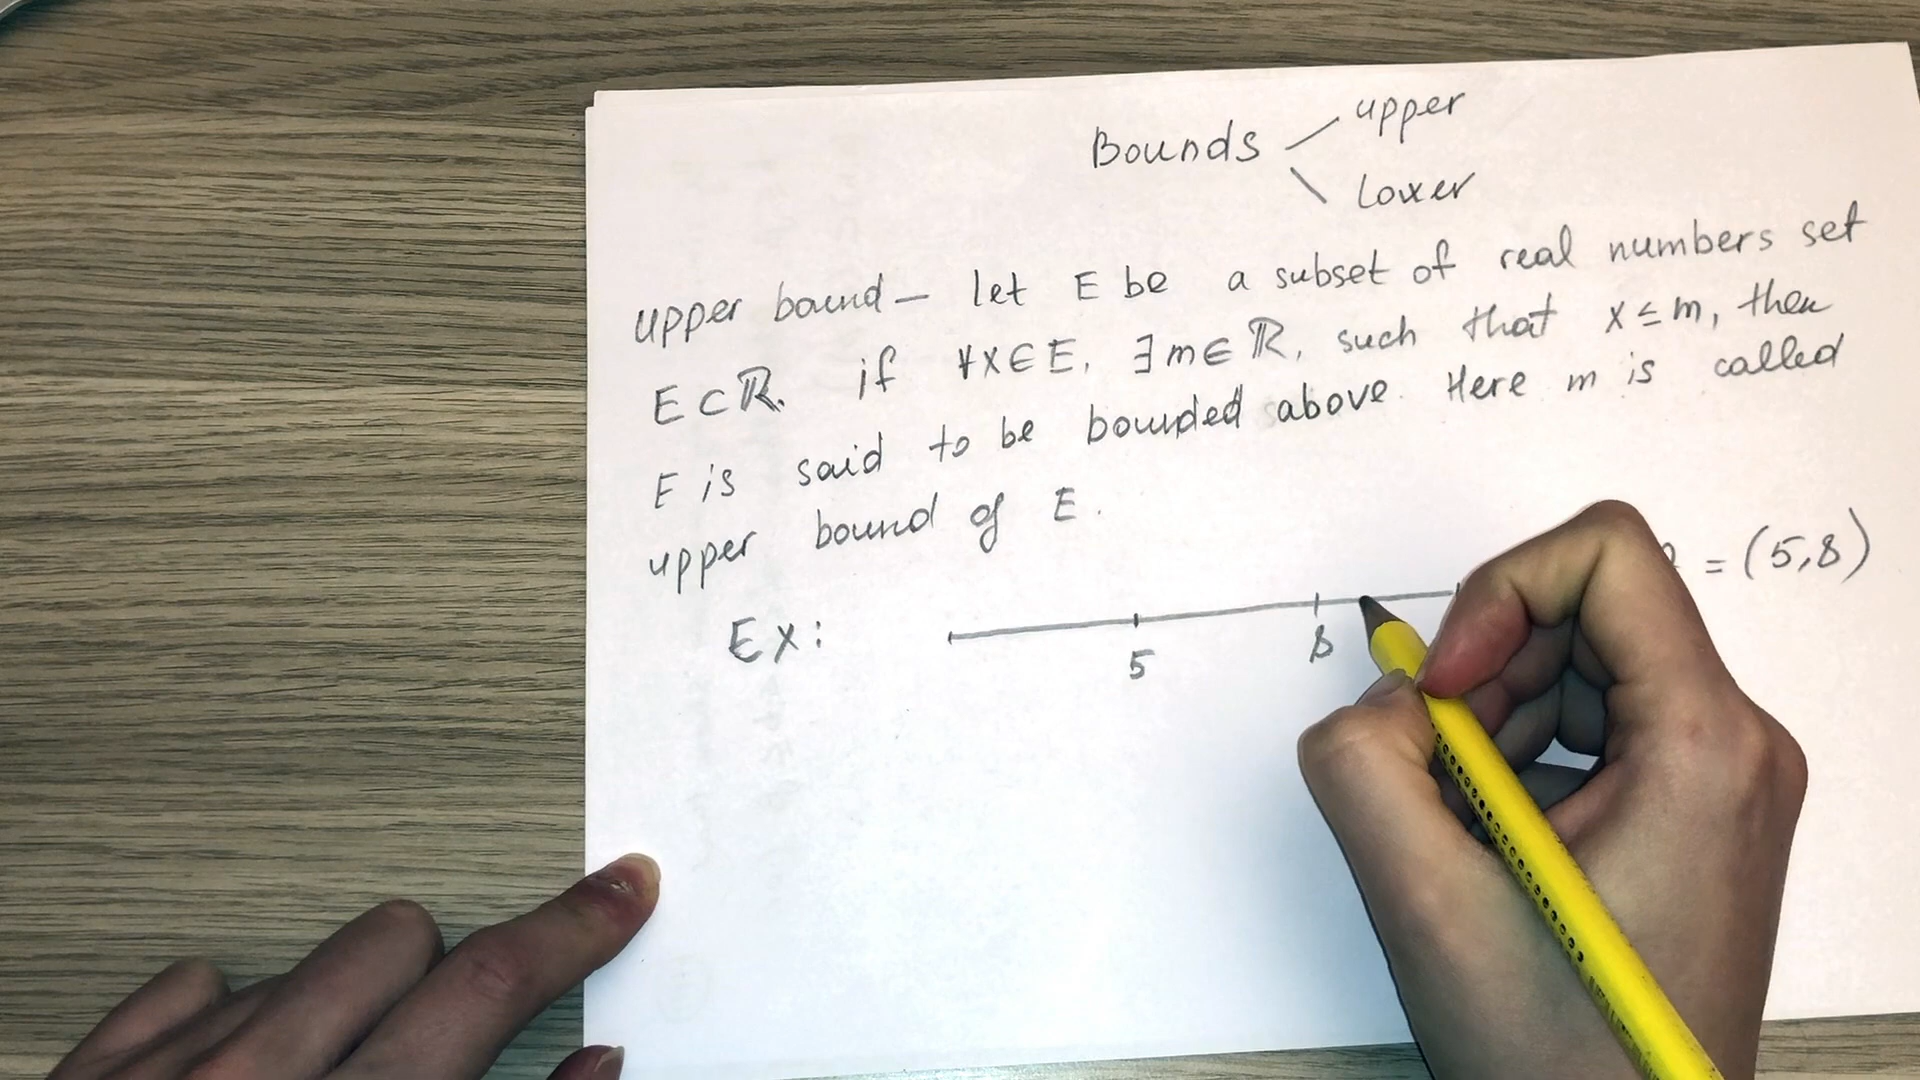 Bounds
upper
Lower
upper bound — let E be a subset of real numbers set
E⊂ℝ. if ∀x∈E, ∃m∈ℝ, such that x≤m, then
E is said to be bounded above. Here m is called
upper bound of E.
= (5,8)
Ex:
5 8